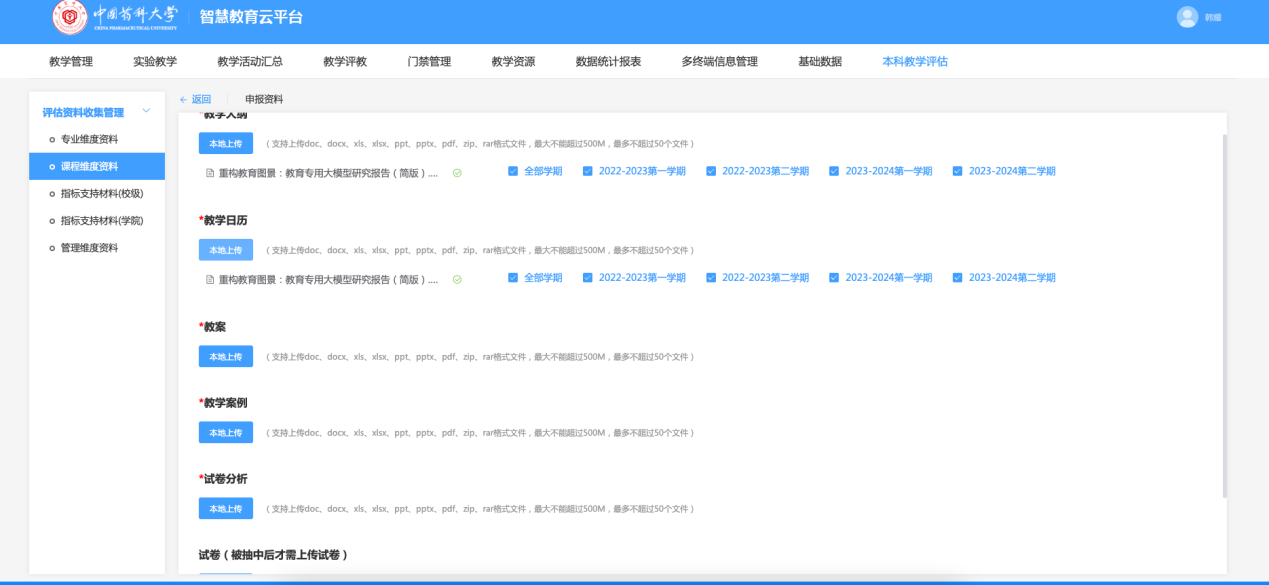 中国药科大学
CHINA PHARMACEUTICAL UNIVERSITY
智慧教育云平台
教学管理 实验教学 教学活动汇总 教学评教 门禁管理 教学资源 数据统计报表 多终端信息管理 基础数据 本科教学评估
评估资料收集管理
专业维度资料
课程维度资料
指标支持材料(校级)
指标支持材料(学院)
管理维度资料
← 返回 申报资料
*教学大纲
本地上传 （支持上传doc、docx、xls、xlsx、ppt、pptx、pdf、zip、rar格式文件，最大不能超过500M，最多不超过50个文件）
重构教育图景：教育专用大模型研究报告（简版）.... 全部学期 2022-2023第一学期 2022-2023第二学期 2023-2024第一学期 2023-2024第二学期
*教学日历
本地上传 （支持上传doc、docx、xls、xlsx、ppt、pptx、pdf、zip、rar格式文件，最大不能超过500M，最多不超过50个文件）
重构教育图景：教育专用大模型研究报告（简版）.... 全部学期 2022-2023第一学期 2022-2023第二学期 2023-2024第一学期 2023-2024第二学期
*教案
本地上传 （支持上传doc、docx、xls、xlsx、ppt、pptx、pdf、zip、rar格式文件，最大不能超过500M，最多不超过50个文件）
*教学案例
本地上传 （支持上传doc、docx、xls、xlsx、ppt、pptx、pdf、zip、rar格式文件，最大不能超过500M，最多不超过50个文件）
*试卷分析
本地上传 （支持上传doc、docx、xls、xlsx、ppt、pptx、pdf、zip、rar格式文件，最大不能超过500M，最多不超过50个文件）
试卷（被抽中后才需上传试卷）